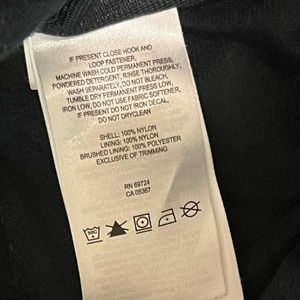 IF PRESENT CLOSE HOOK AND
LOOP FASTENER,
MACHINE WASH COLD PERMANENT PRESS,
POWDERED DETERGENT, RINSE THOROUGHLY,
WASH SEPARATELY, DO NOT BLEACH,
TUMBLE DRY PERMANENT PRESS LOW,
IRON LOW, DO NOT USE FABRIC SOFTENER,
IF PRESENT DO NOT IRON DECAL,
DO NOT DRYCLEAN
SHELL: 100% NYLON
LINING: 100% NYLON
BRUSHED LINING: 100% POLYESTER
EXCLUSIVE OF TRIMMING
RN 69724
CA 05367
30C